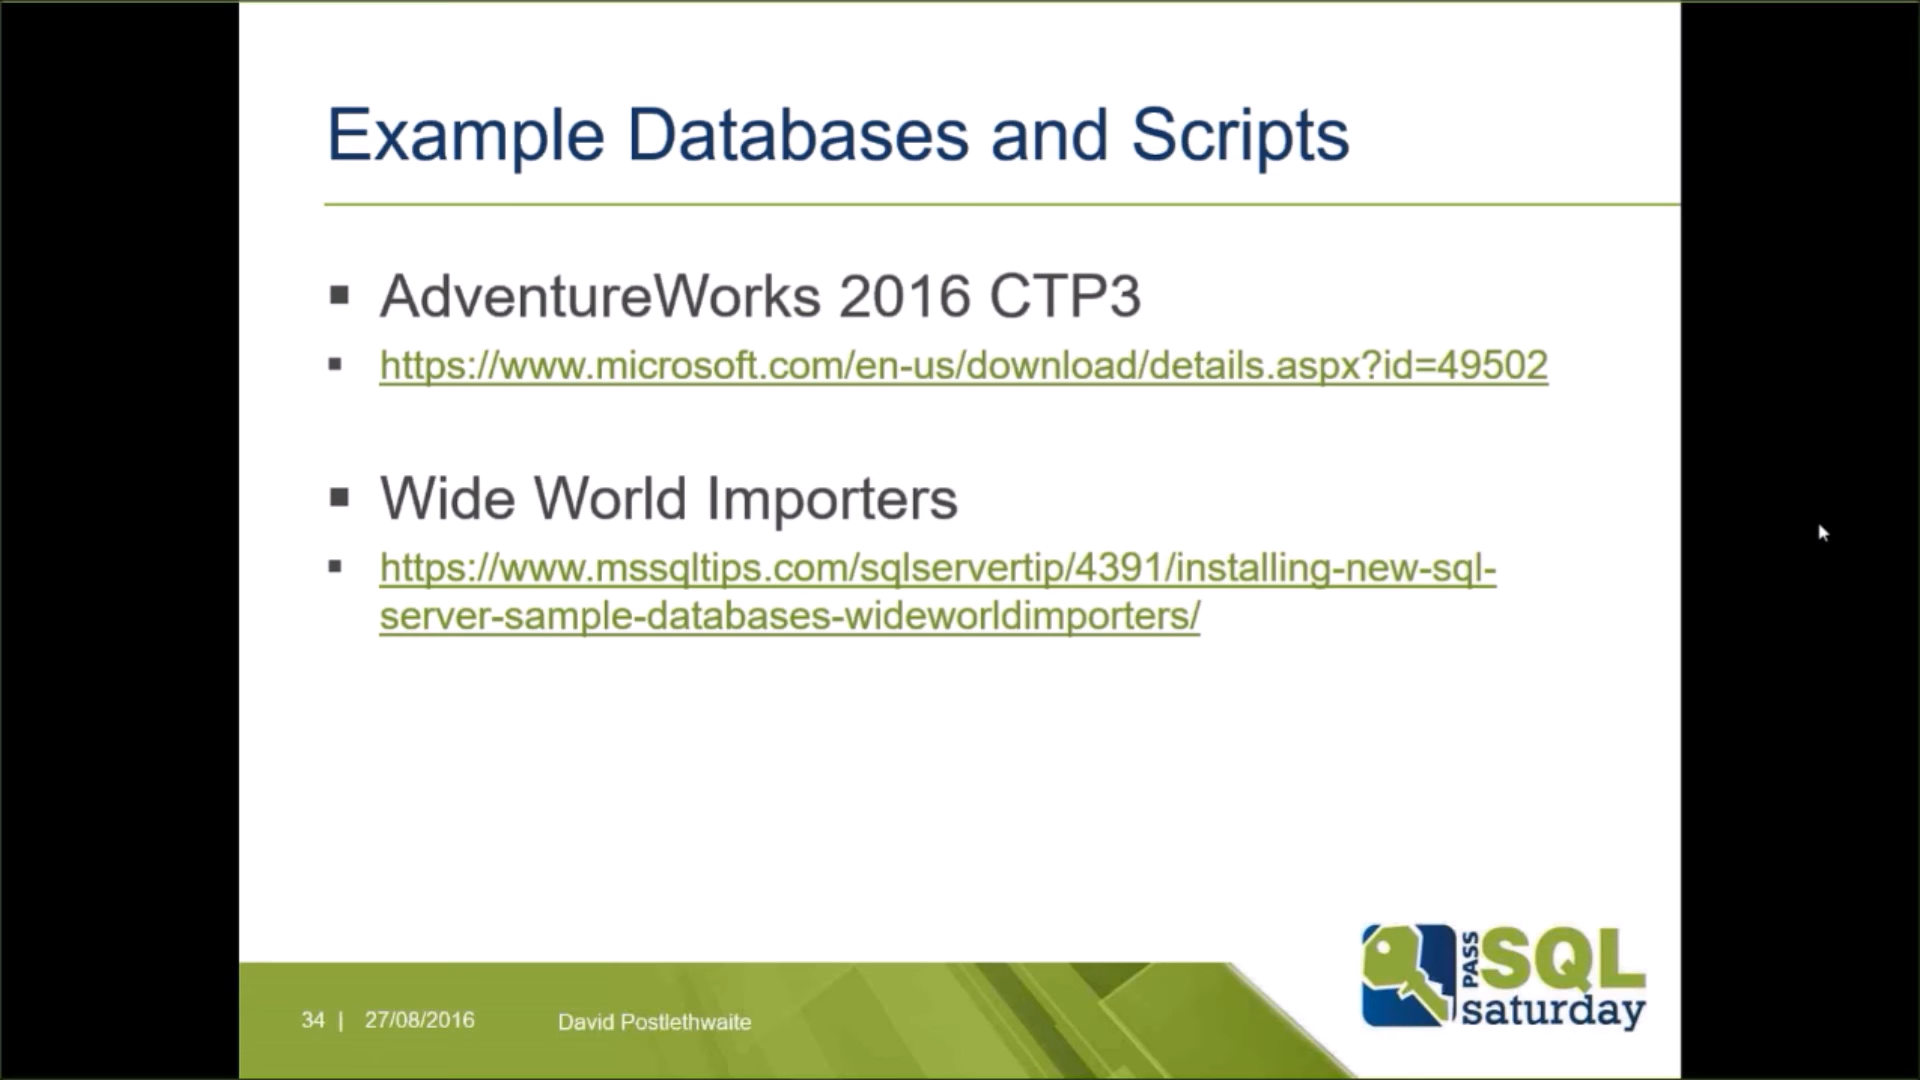 Example Databases and Scripts
AdventureWorks 2016 CTP3
https://www.microsoft.com/en-us/download/details.aspx?id=49502
Wide World Importers
https://www.mssqltips.com/sqlservertip/4391/installing-new-sql-
server-sample-databases-wideworldimporters/
34 | 27/08/2016 David Postlethwaite
PASS SQL
saturday